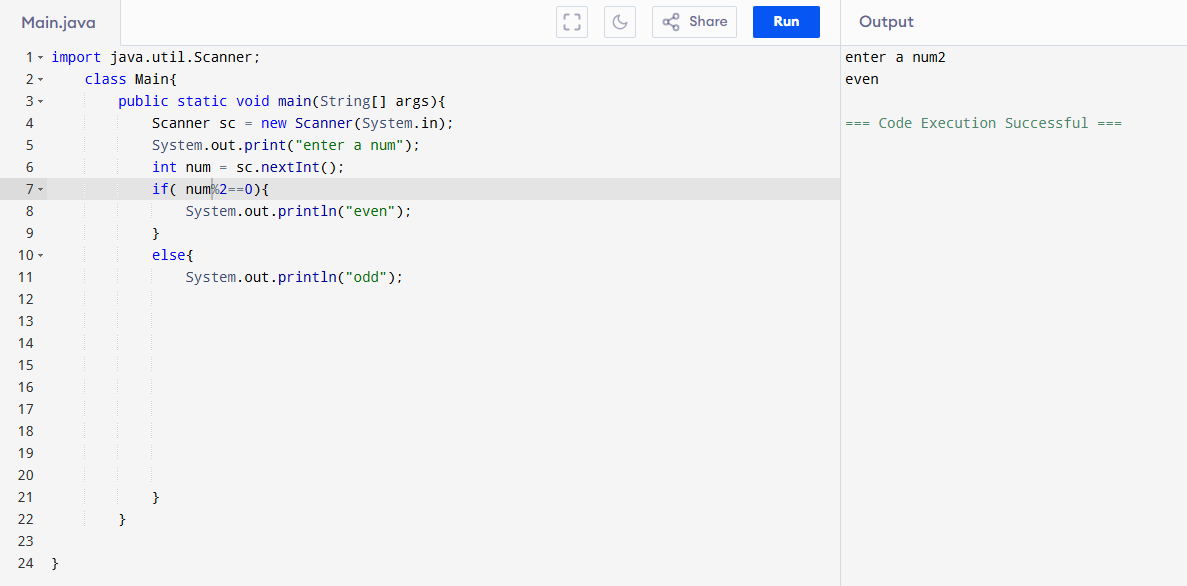 Main.java
Share
Run
Output
1 import java.util.Scanner;
2 class Main{
3 public static void main(String[] args){
4 Scanner sc = new Scanner(System.in);
5 System.out.print("enter a num");
6 int num = sc.nextInt();
7 if( num%2==0){
8 System.out.println("even");
9 }
10 else{
11 System.out.println("odd");
12
13
14
15
16
17
18
19
20
21 }
22 }
23
24 }
enter a num2
even
=== Code Execution Successful ===